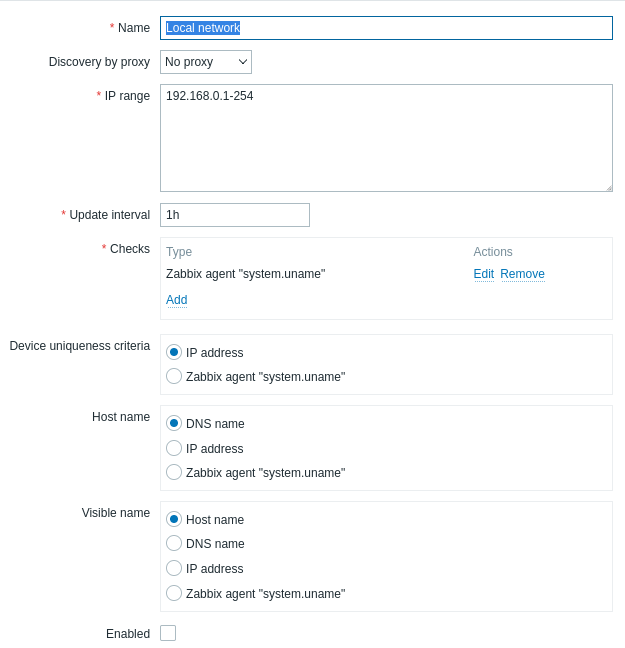 * Name Local network
Discovery by proxy No proxy
* IP range 192.168.0.1-254
* Update interval 1h
* Checks Type Actions
Zabbix agent "system.uname" Edit Remove
Add
Device uniqueness criteria IP address
Zabbix agent "system.uname"
Host name DNS name
IP address
Zabbix agent "system.uname"
Visible name Host name
DNS name
IP address
Zabbix agent "system.uname"
Enabled